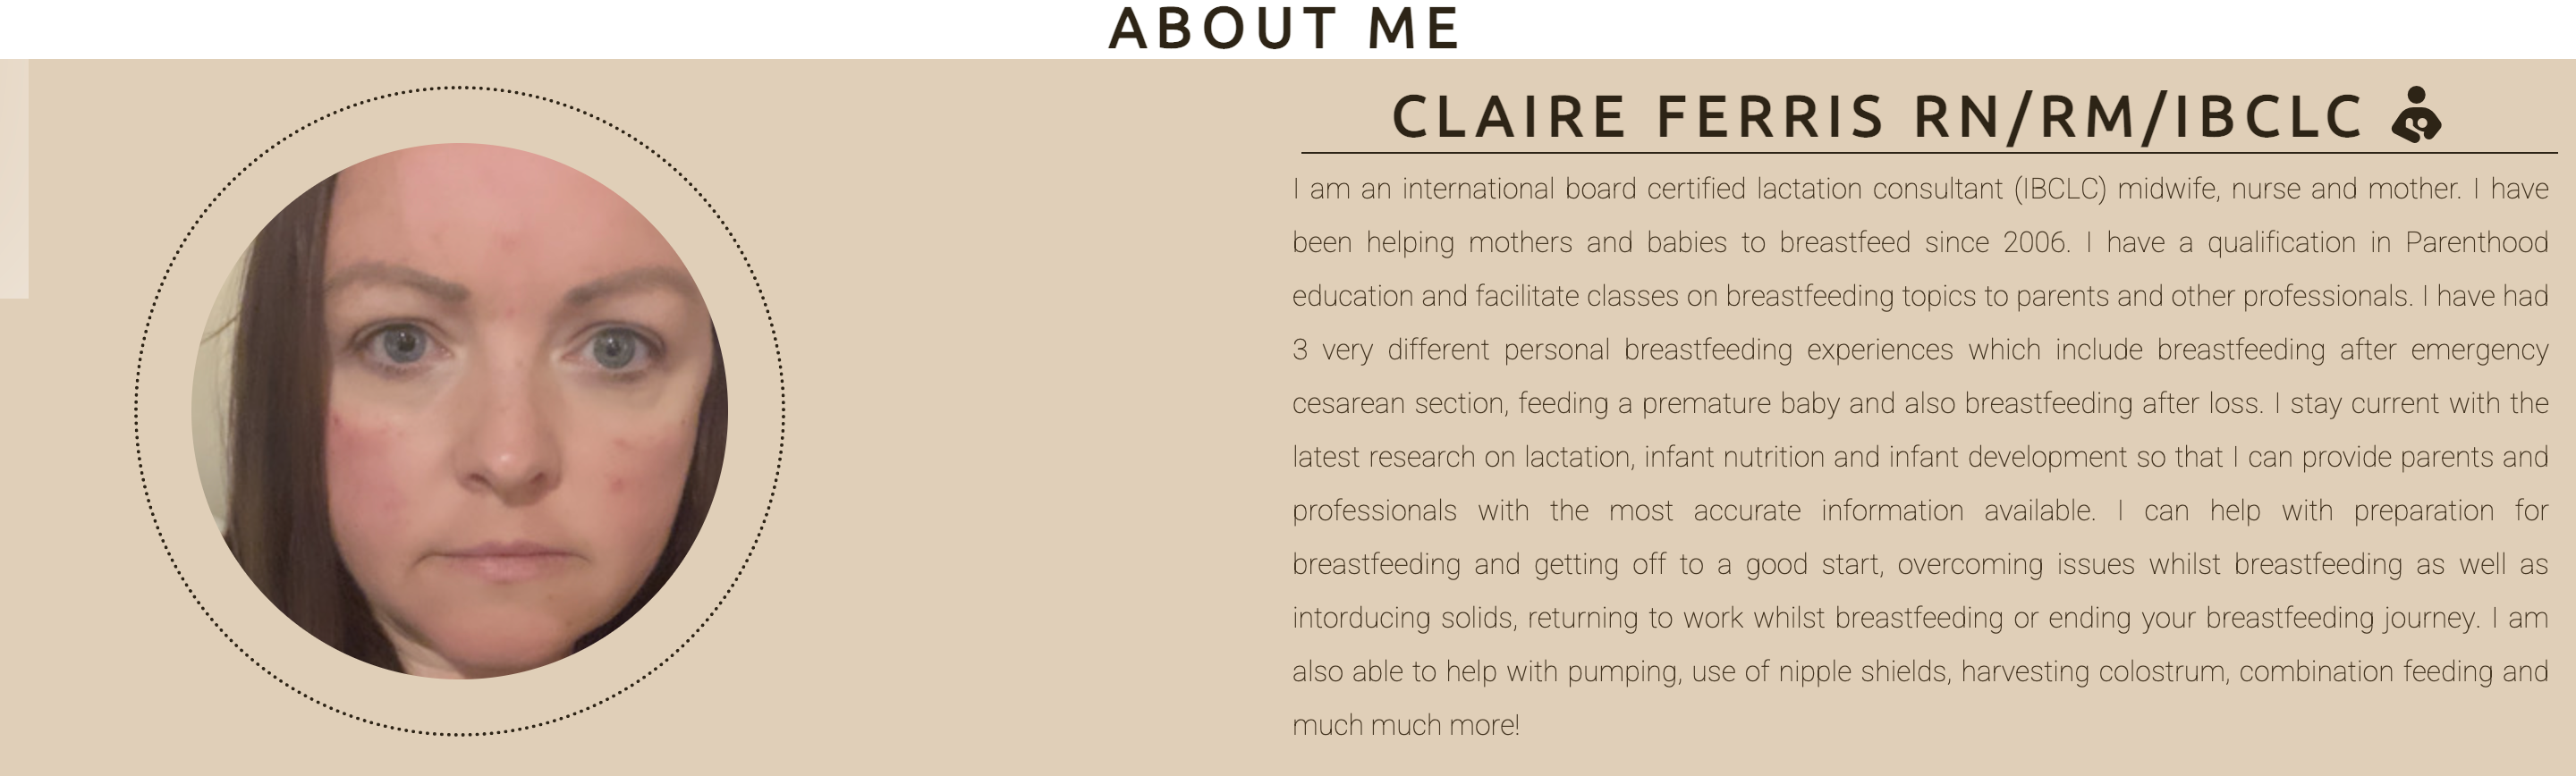 ABOUT ME
CLAIRE FERRIS RN/RM/IBCLC
I am an international board certified lactation consultant (IBCLC) midwife, nurse and mother. I have
been helping mothers and babies to breastfeed since 2006. I have a qualification in Parenthood
education and facilitate classes on breastfeeding topics to parents and other professionals. I have had
3 very different personal breastfeeding experiences which include breastfeeding after emergency
cesarean section, feeding a premature baby and also breastfeeding after loss. I stay current with the
latest research on lactation, infant nutrition and infant development so that I can provide parents and
professionals with the most accurate information available. I can help with preparation for
breastfeeding and getting off to a good start, overcoming issues whilst breastfeeding as well as
intorducing solids, returning to work whilst breastfeeding or ending your breastfeeding journey. I am
also able to help with pumping, use of nipple shields, harvesting colostrum, combination feeding and
much much more!